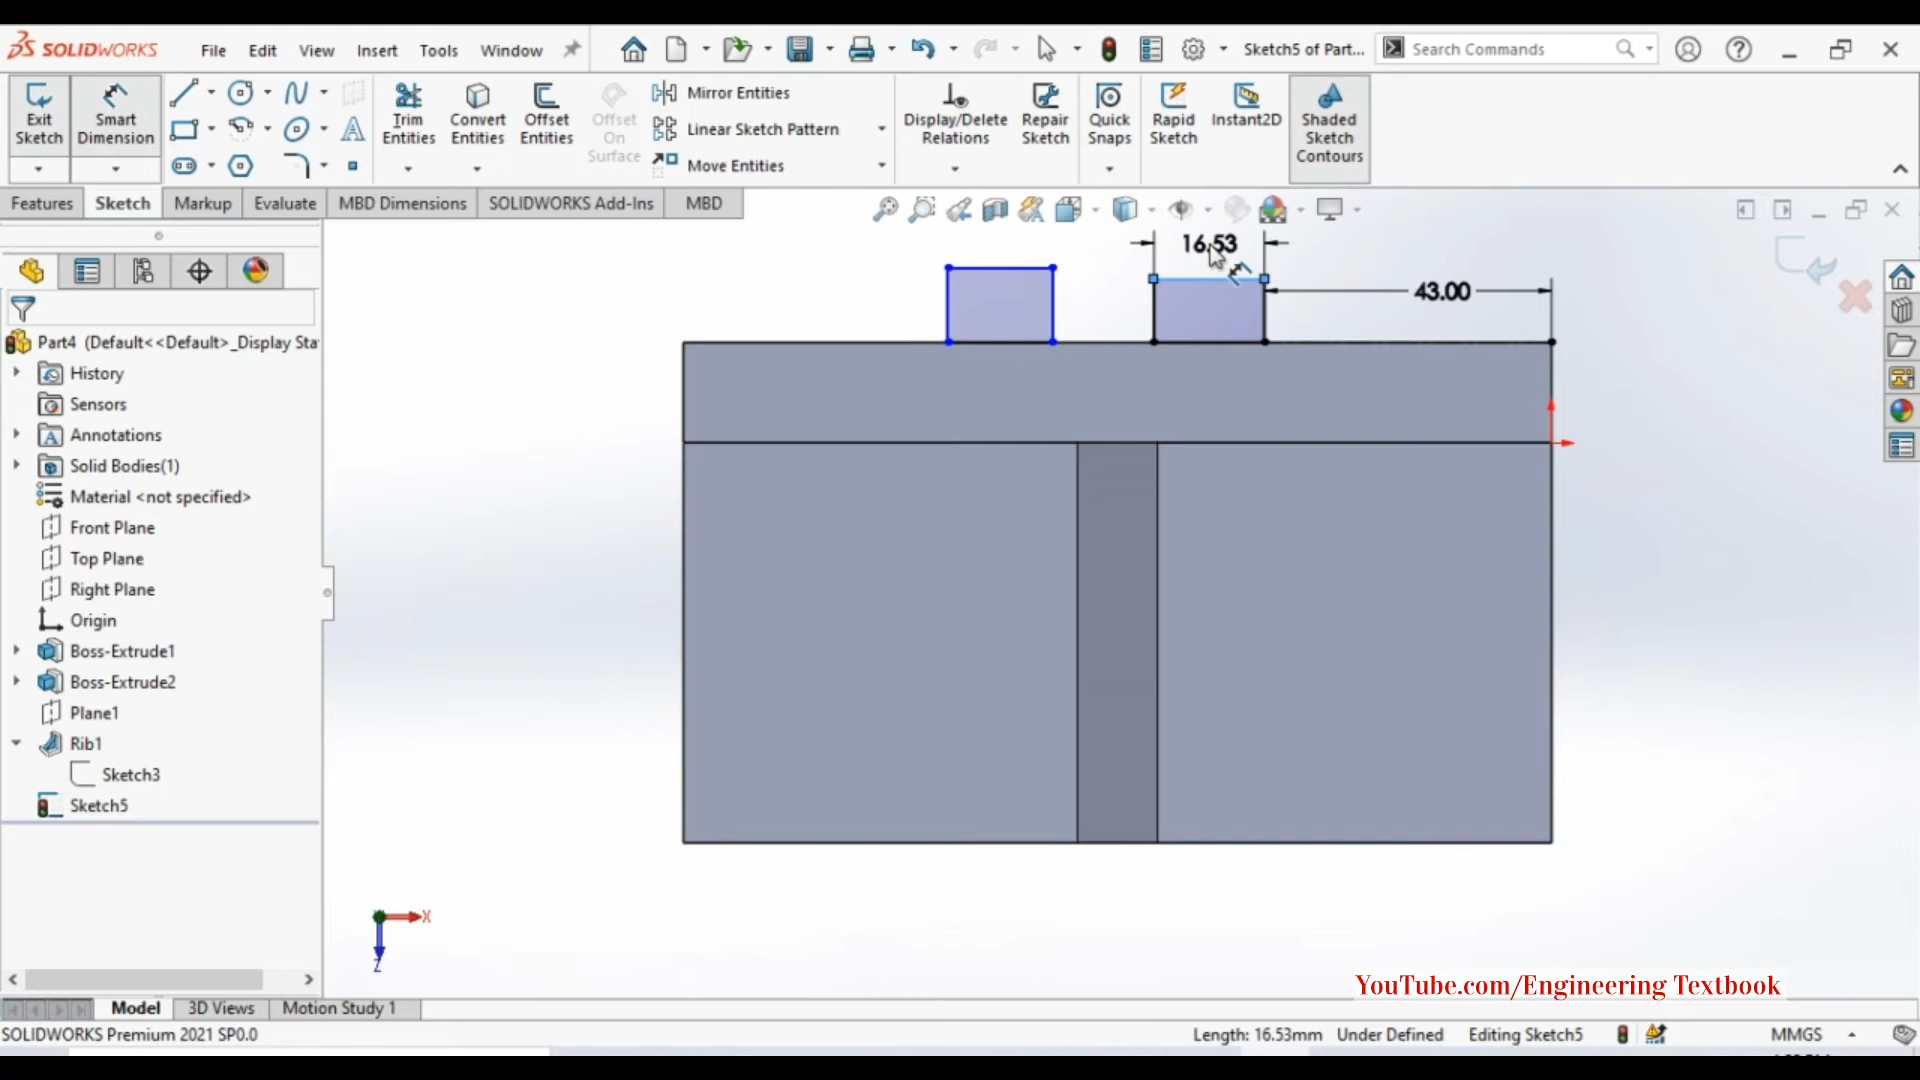 SOLIDWORKS File Edit View Insert Tools Window Sketch5 of Part... Search Commands
Exit Sketch
Smart Dimension
Trim Entities
Convert Entities
Offset Entities
Offset On Surface
Mirror Entities
Linear Sketch Pattern
Move Entities
Display/Delete Relations
Repair Sketch
Quick Snaps
Rapid Sketch
Instant2D
Shaded Sketch Contours
Features Sketch Markup Evaluate MBD Dimensions SOLIDWORKS Add-Ins MBD
16.53
43.00
Part4 (Default<<Default>_Display Sta
History
Sensors
Annotations
Solid Bodies(1)
Material <not specified>
Front Plane
Top Plane
Right Plane
Origin
Boss-Extrude1
Boss-Extrude2
Plane1
Rib1
Sketch3
Sketch5
X
Z
YouTube.com/Engineering Textbook
Model 3D Views Motion Study 1
SOLIDWORKS Premium 2021 SP0.0 Length: 16.53mm Under Defined Editing Sketch5 MMGS